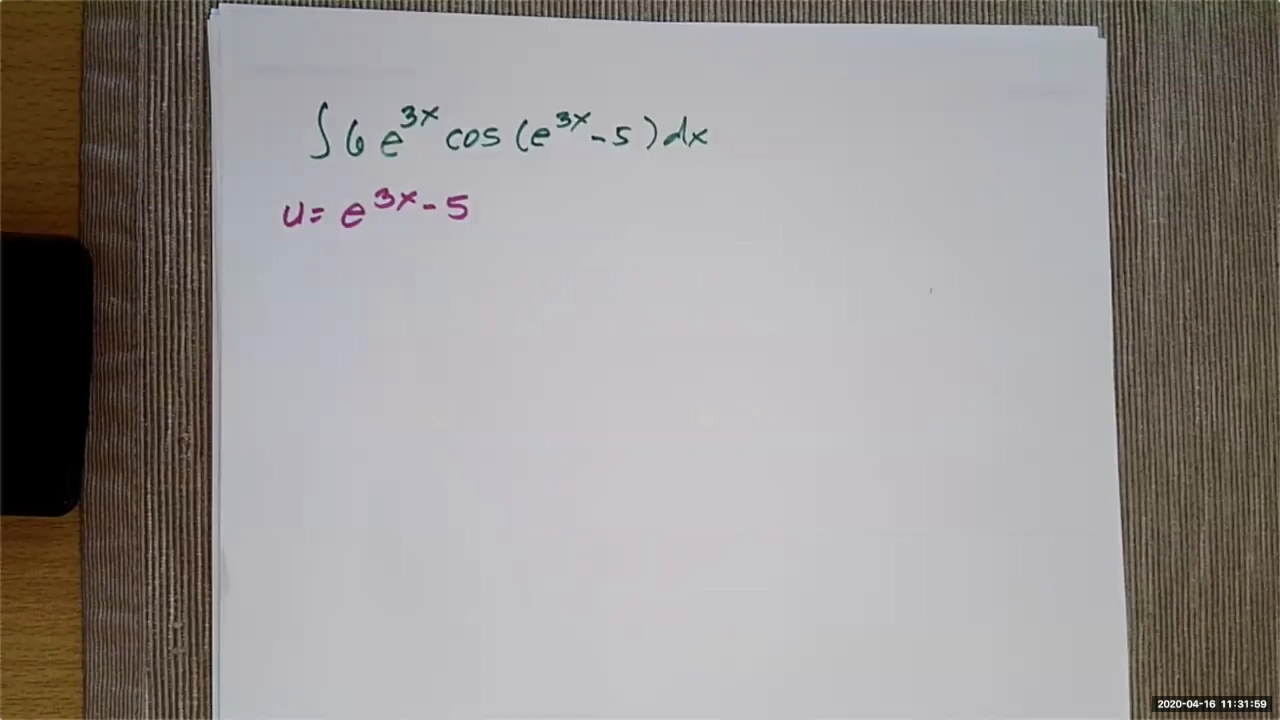 ∫6e^{3x} cos(e^{3x}-5)dx
u= e^{3x}-5
2020-04-16 11:31:59